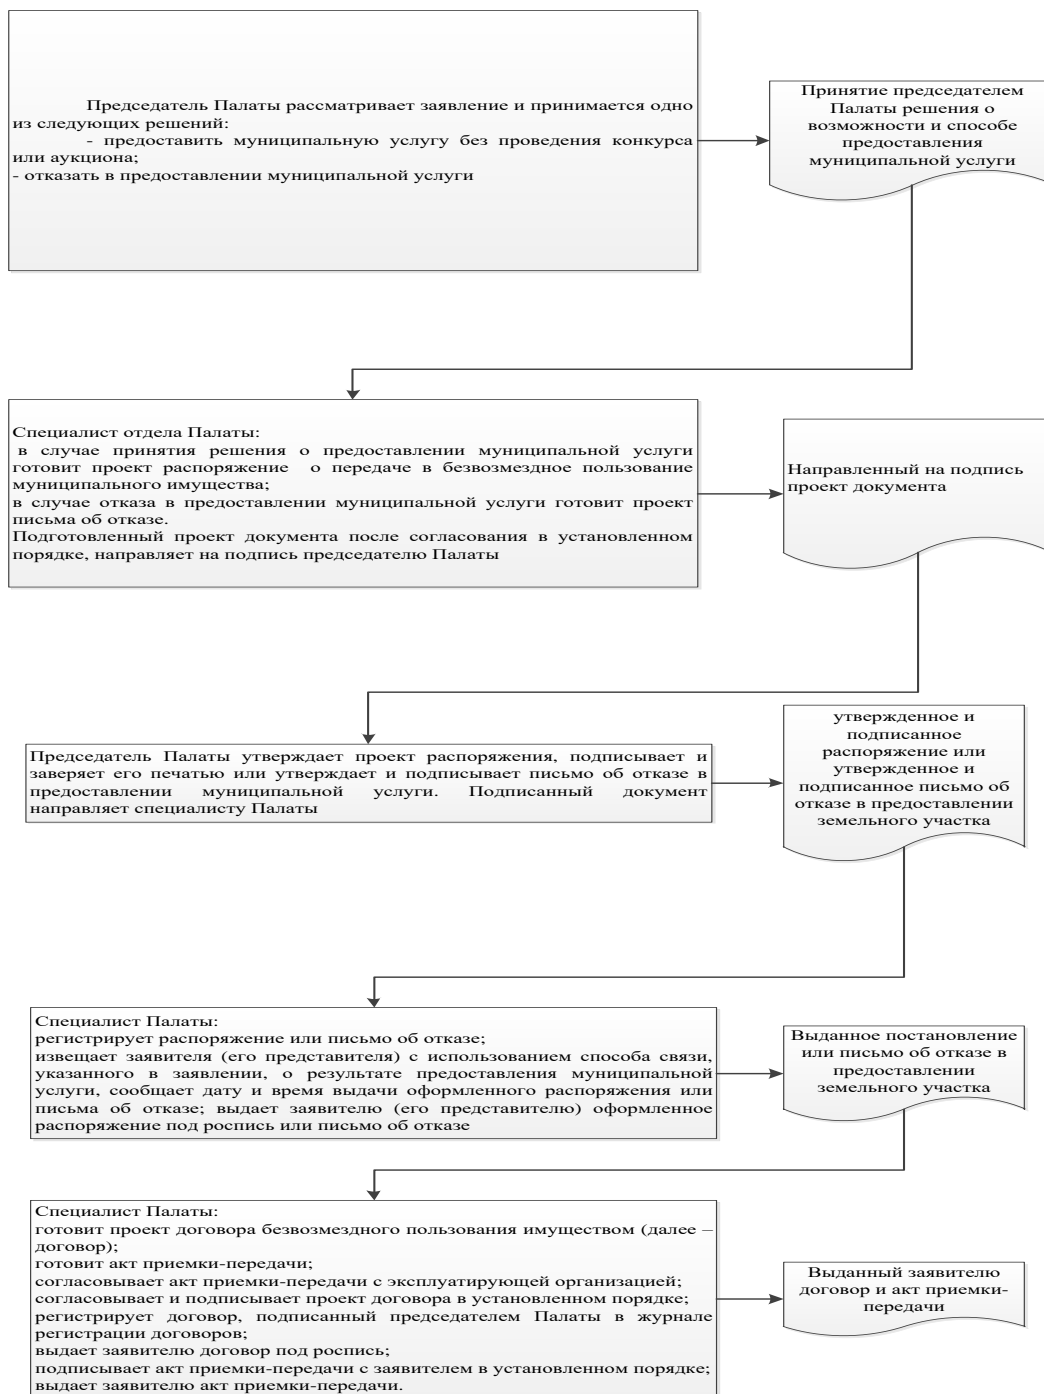 Председатель Палаты рассматривает заявление и принимается одно
из следующих решений:
- предоставить муниципальную услугу без проведения конкурса
или аукциона;
- отказать в предоставлении муниципальной услуги
Принятие председателем
Палаты решения о
возможности и способе
предоставления
муниципальной услуги
Специалист отдела Палаты:
в случае принятия решения о предоставлении муниципальной услуги
готовит проект распоряжение о передаче в безвозмездное пользование
муниципального имущества;
в случае отказа в предоставлении муниципальной услуги готовит проект
письма об отказе.
Подготовленный проект документа после согласования в установленном
порядке, направляет на подпись председателю Палаты
Направленный на подпись
проект документа
Председатель Палаты утверждает проект распоряжения, подписывает и
заверяет его печатью или утверждает и подписывает письмо об отказе в
предоставлении муниципальной услуги. Подписанный документ
направляет специалисту Палаты
утвержденное и
подписанное
распоряжение или
утвержденное и
подписанное письмо об
отказе в предоставлении
земельного участка
Специалист Палаты:
регистрирует распоряжение или письмо об отказе;
извещает заявителя (его представителя) с использованием способа связи,
указанного в заявлении, о результате предоставления муниципальной
услуги, сообщает дату и время выдачи оформленного распоряжения или
письма об отказе; выдает заявителю (его представителю) оформленное
распоряжение под роспись или письмо об отказе
Выданное постановление
или письмо об отказе в
предоставлении
земельного участка
Специалист Палаты:
готовит проект договора безвозмездного пользования имуществом (далее –
договор);
готовит акт приемки-передачи;
согласовывает акт приемки-передачи с эксплуатирующей организацией;
согласовывает и подписывает проект договора в установленном порядке;
регистрирует договор, подписанный председателем Палаты в журнале
регистрации договоров;
выдает заявителю договор под роспись;
подписывает акт приемки-передачи с заявителем в установленном порядке;
выдает заявителю акт приемки-передачи.
Выданный заявителю
договор и акт приемки-
передачи